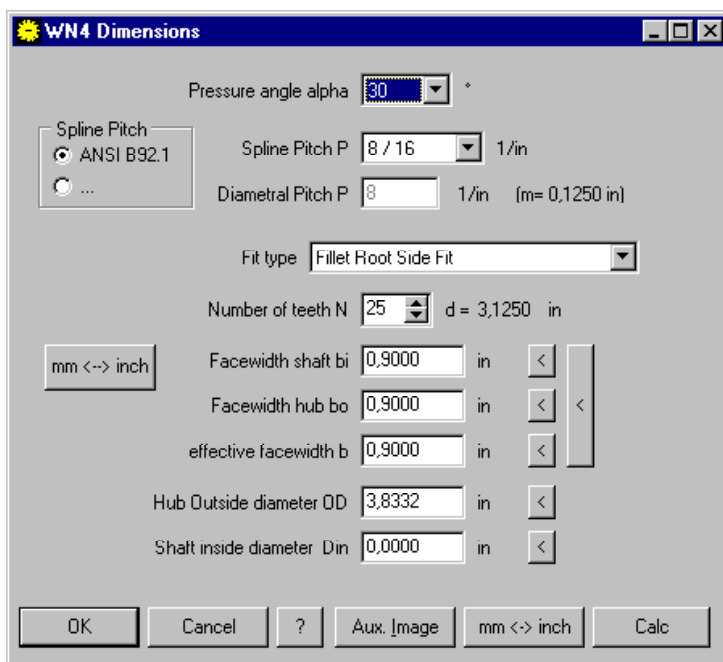 WN4 Dimensions
Pressure angle alpha 30 °
Spline Pitch
ANSI B92.1
...
Spline Pitch P 8 / 16 1/in
Diametral Pitch P 8 1/in (m= 0,1250 in)
Fit type Fillet Root Side Fit
Number of teeth N 25 d = 3,1250 in
mm <--> inch
Facewidth shaft bi 0,9000 in <
Facewidth hub bo 0,9000 in < <
effective facewidth b 0,9000 in <
Hub Outside diameter OD 3,8332 in <
Shaft inside diameter Din 0,0000 in <
OK Cancel ? Aux. Image mm <-> inch Calc